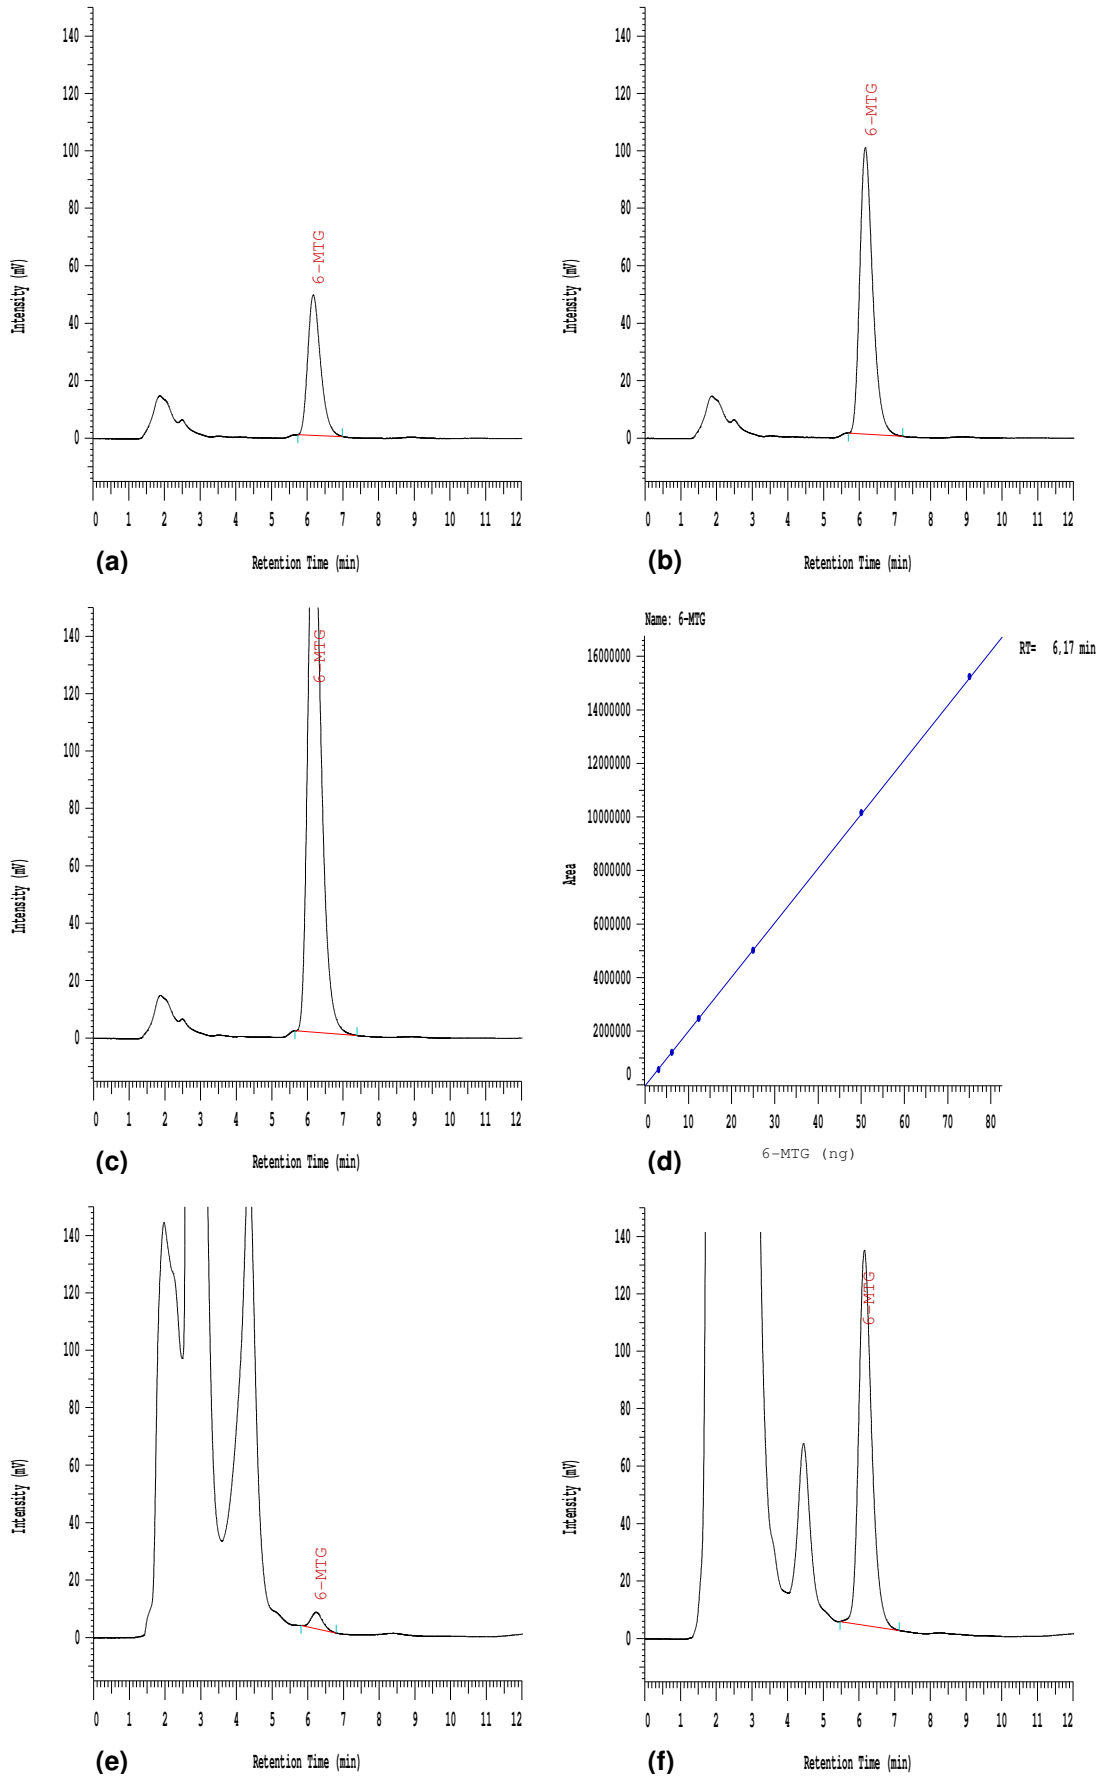 140
120
100
80
60
40
20
0
Intensity (mV)
6-MTG
0 1 2 3 4 5 6 7 8 9 10 11 12
(a)
Retention Time (min)
140
120
100
80
60
40
20
0
Intensity (mV)
6-MTG
0 1 2 3 4 5 6 7 8 9 10 11 12
(b)
Retention Time (min)
140
120
100
80
60
40
20
0
Intensity (mV)
6-MTG
0 1 2 3 4 5 6 7 8 9 10 11 12
(c)
Retention Time (min)
Name: 6-MTG
RT= 6,17 min
16000000
14000000
12000000
10000000
8000000
6000000
4000000
2000000
0
Area
0 10 20 30 40 50 60 70 80
(d)
6-MTG (ng)
140
120
100
80
60
40
20
0
Intensity (mV)
6-MTG
0 1 2 3 4 5 6 7 8 9 10 11 12
(e)
Retention Time (min)
140
120
100
80
60
40
20
0
Intensity (mV)
6-MTG
0 1 2 3 4 5 6 7 8 9 10 11 12
(f)
Retention Time (min)